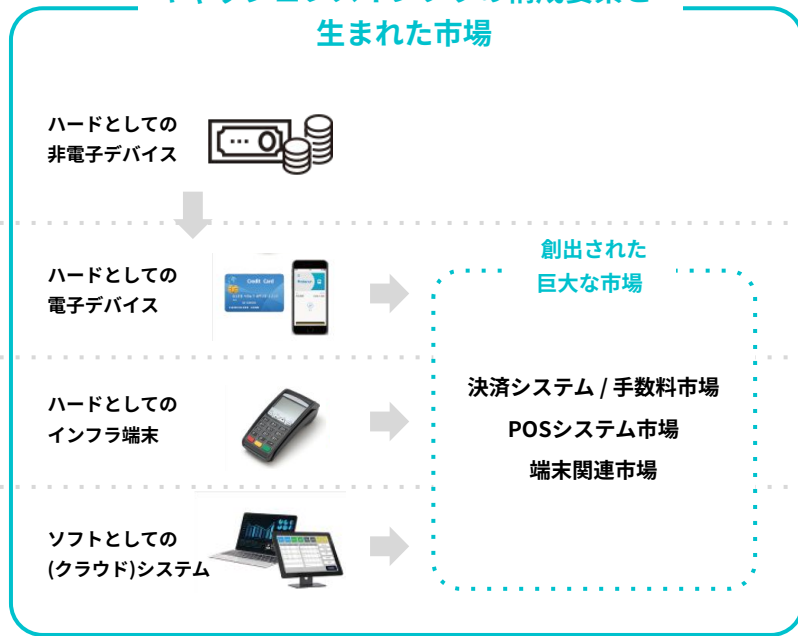 生まれた市場
ハードとしての
非電子デバイス
ハードとしての
電子デバイス
Credit Card
創出された
巨大な市場
ハードとしての
インフラ端末
決済システム / 手数料市場
POSシステム市場
端末関連市場
ソフトとしての
(クラウド)システム